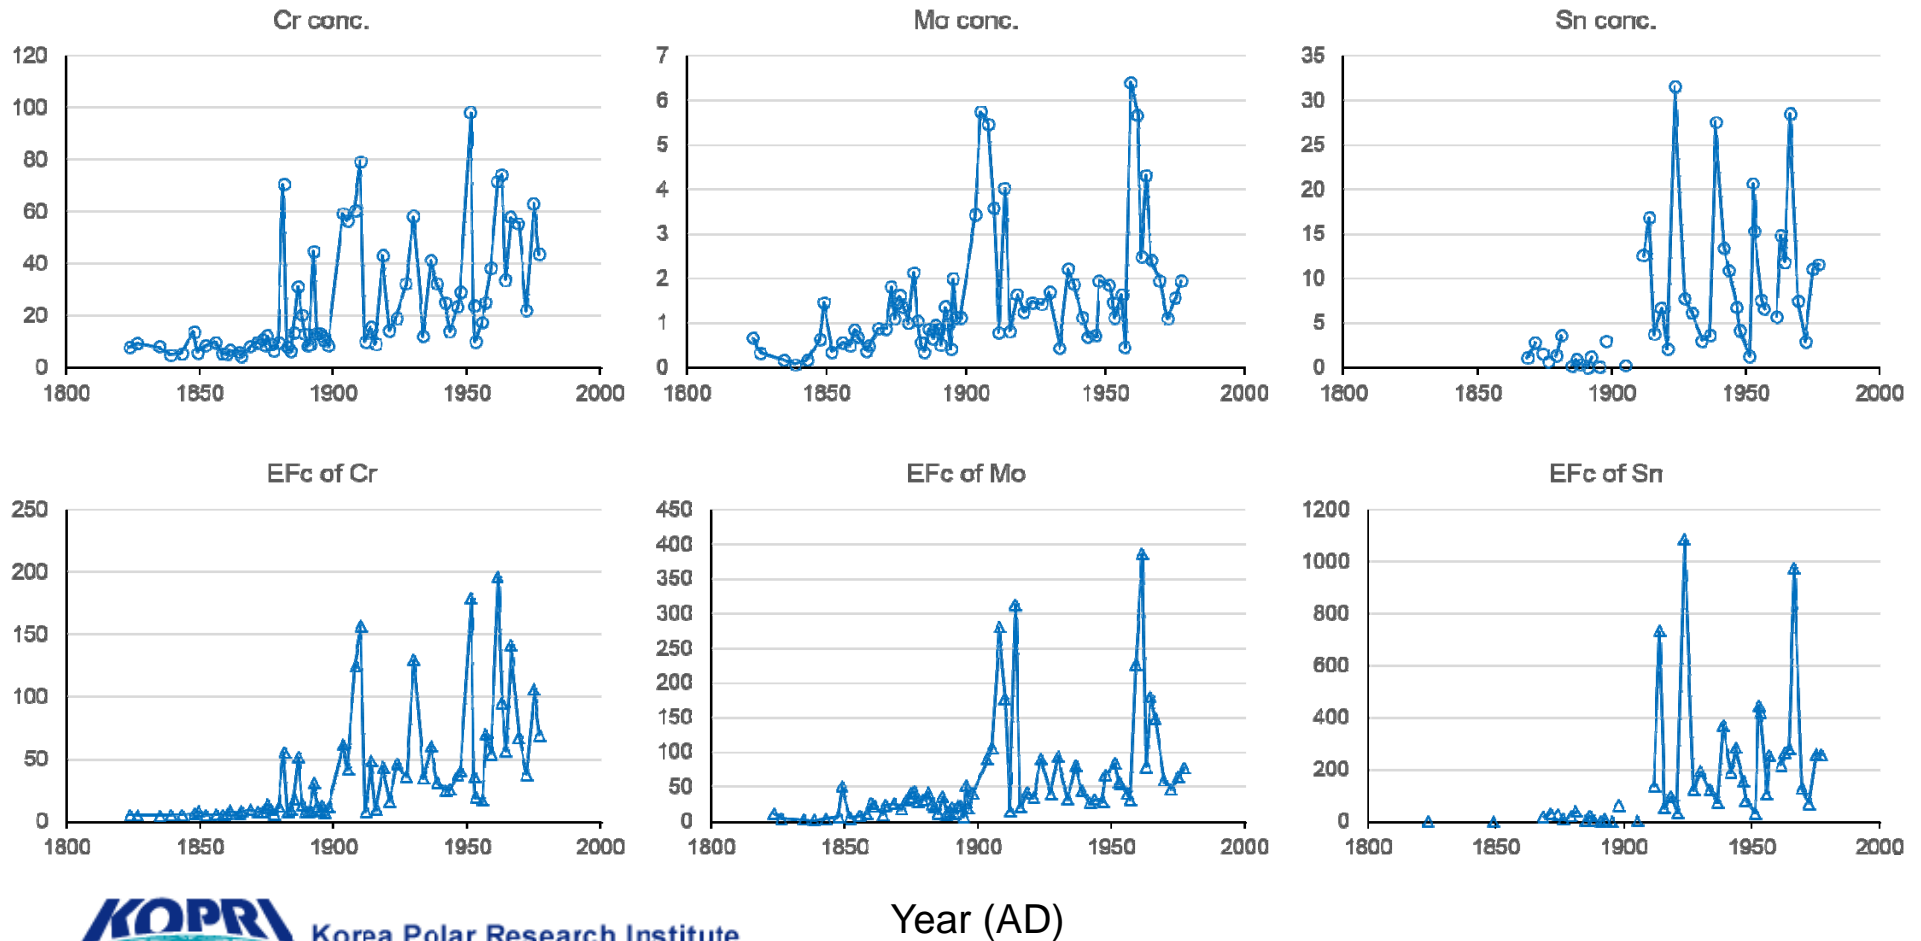 Cr conc. Mo conc. Sn conc.
120 7 35
100 6 30
80 5 25
60 4 20
40 3 15
20 2 10
0 1 5
0 0
1800 1850 1900 1950 2000 1800 1850 1900 1950 2000 1800 1850 1900 1950 2000
EFc of Cr EFc of Mo EFc of Sn
250 450 1200
200 400 1000
150 350 800
100 300 600
50 250 400
0 200 200
150 0
100
50
0
1800 1850 1900 1950 2000 1800 1850 1900 1950 2000 1800 1850 1900 1950 2000
Year (AD)
KOPRI Korea Polar Research Institute